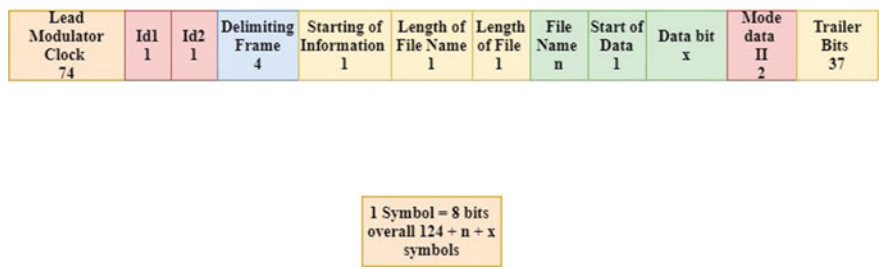 Lead
Modulator
Clock
74
Id1
1
Id2
1
Delimiting
Frame
4
Starting of
Information
1
Length of
File Name
1
Length
of File
1
File
Name
n
Start of
Data
1
Data bit
x
Mode
data
II
2
Trailer
Bits
37
1 Symbol = 8 bits
overall 124 + n + x
symbols